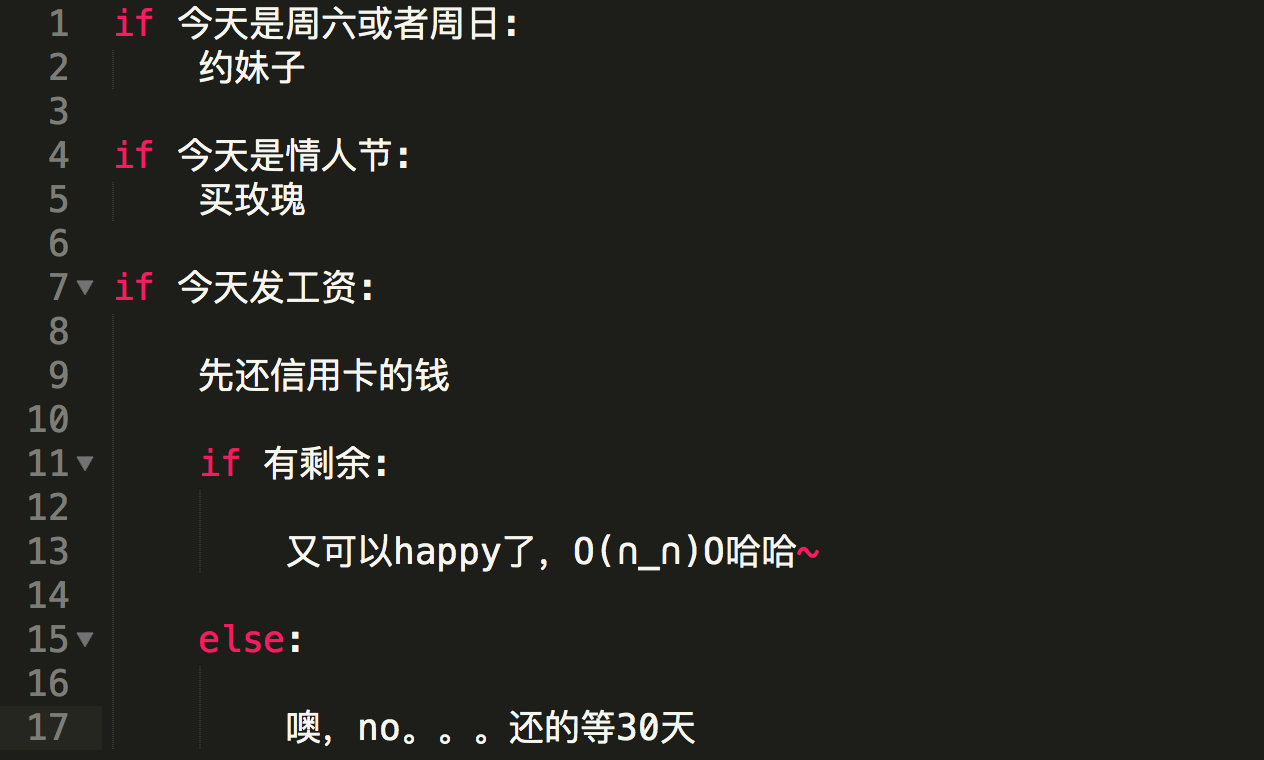 1 if 今天是周六或者周日:
2 约妹子
3
4 if 今天是情人节:
5 买玫瑰
6
7 if 今天发工资:
8
9 先还信用卡的钱
10
11 if 有剩余:
12
13 又可以happy了，O(∩_∩)O哈哈~
14
15 else:
16
17 噢，no。。。还的等30天